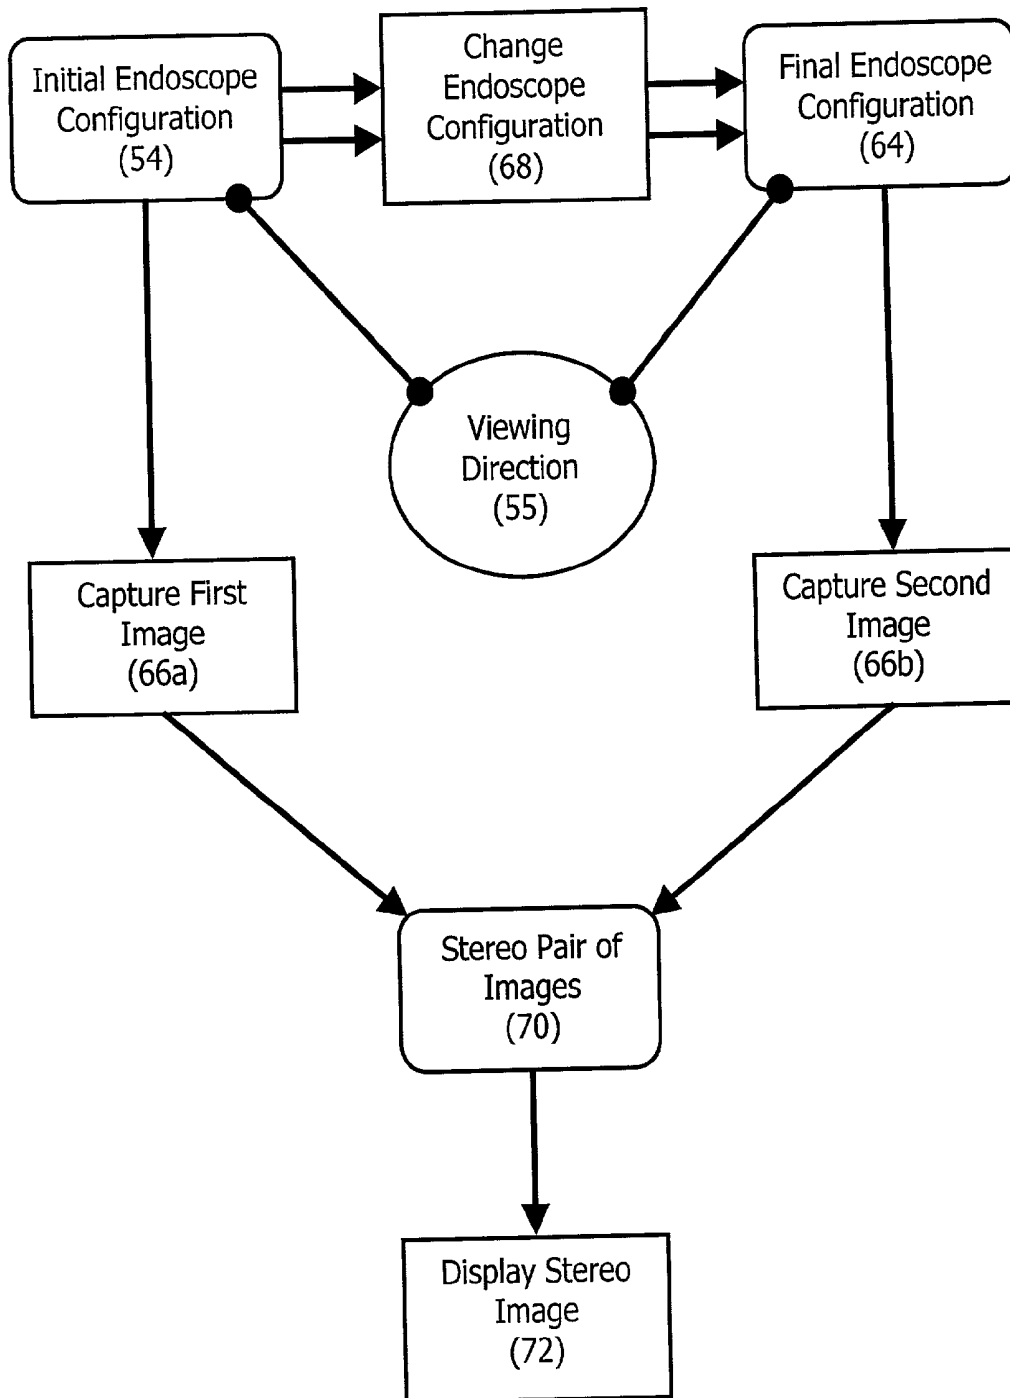 Initial Endoscope
Configuration
(54)
Change
Endoscope
Configuration
(68)
Final Endoscope
Configuration
(64)
Viewing
Direction
(55)
Capture First
Image
(66a)
Capture Second
Image
(66b)
Stereo Pair of
Images
(70)
Display Stereo
Image
(72)